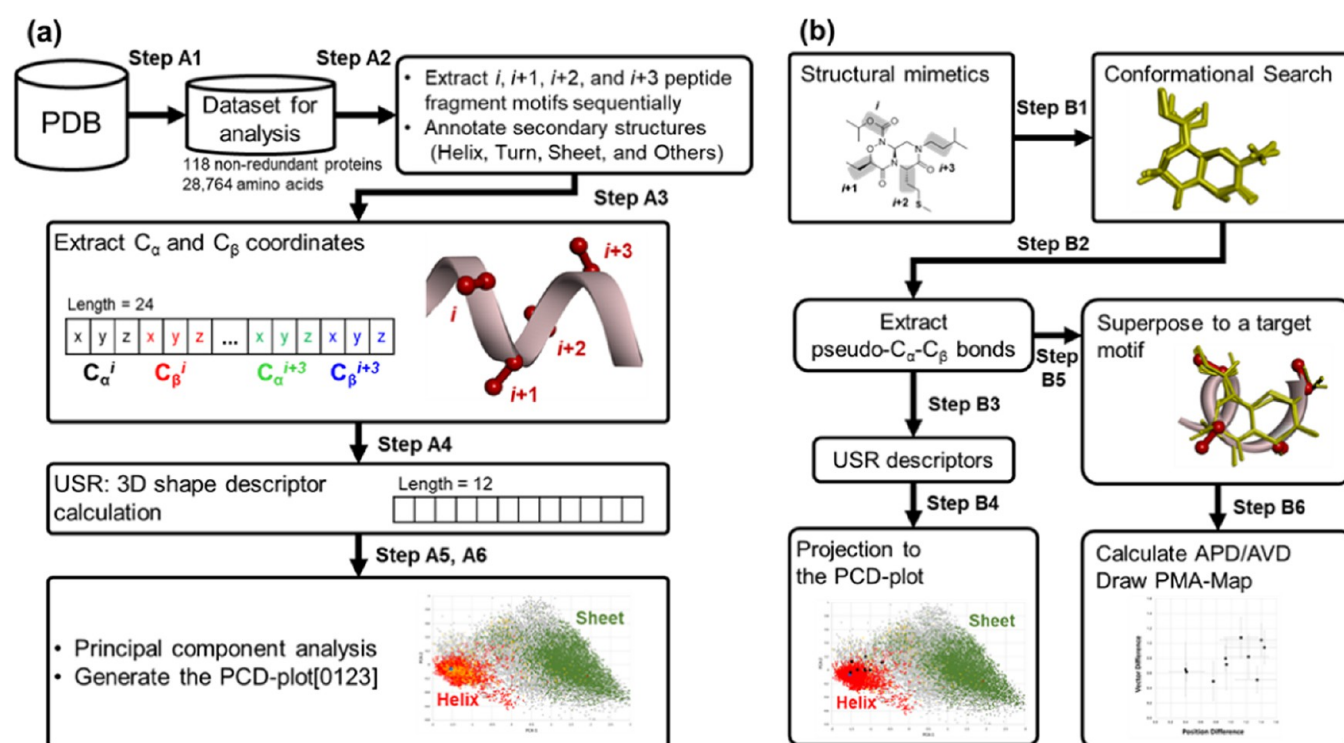 (a)
Step A1
Step A2
PDB
Dataset for
analysis
118 non-redundant proteins
28,764 amino acids
• Extract i, i+1, i+2, and i+3 peptide
fragment motifs sequentially
• Annotate secondary structures
(Helix, Turn, Sheet, and Others)
Step A3
Extract Cα and Cβ coordinates
Length = 24
x y z x y z ... x y z x y z
Cαi Cβi Cαi+3 Cβi+3
i
i+1
i+2
i+3
Step A4
USR: 3D shape descriptor
calculation
Length = 12
Step A5, A6
• Principal component analysis
• Generate the PCD-plot[0123]
Sheet
Helix
(b)
Structural mimetics
i
i+1
i+2
i+3
O
O
N
N
O
N
O
O
S
Step B1
Conformational Search
Step B2
Extract
pseudo-Cα-Cβ bonds
Step
B5
Superpose to a target
motif
Step B3
USR descriptors
Step B4
Projection to
the PCD-plot
Sheet
Helix
Step B6
Calculate APD/AVD
Draw PMA-Map
Vector Difference
Position Difference